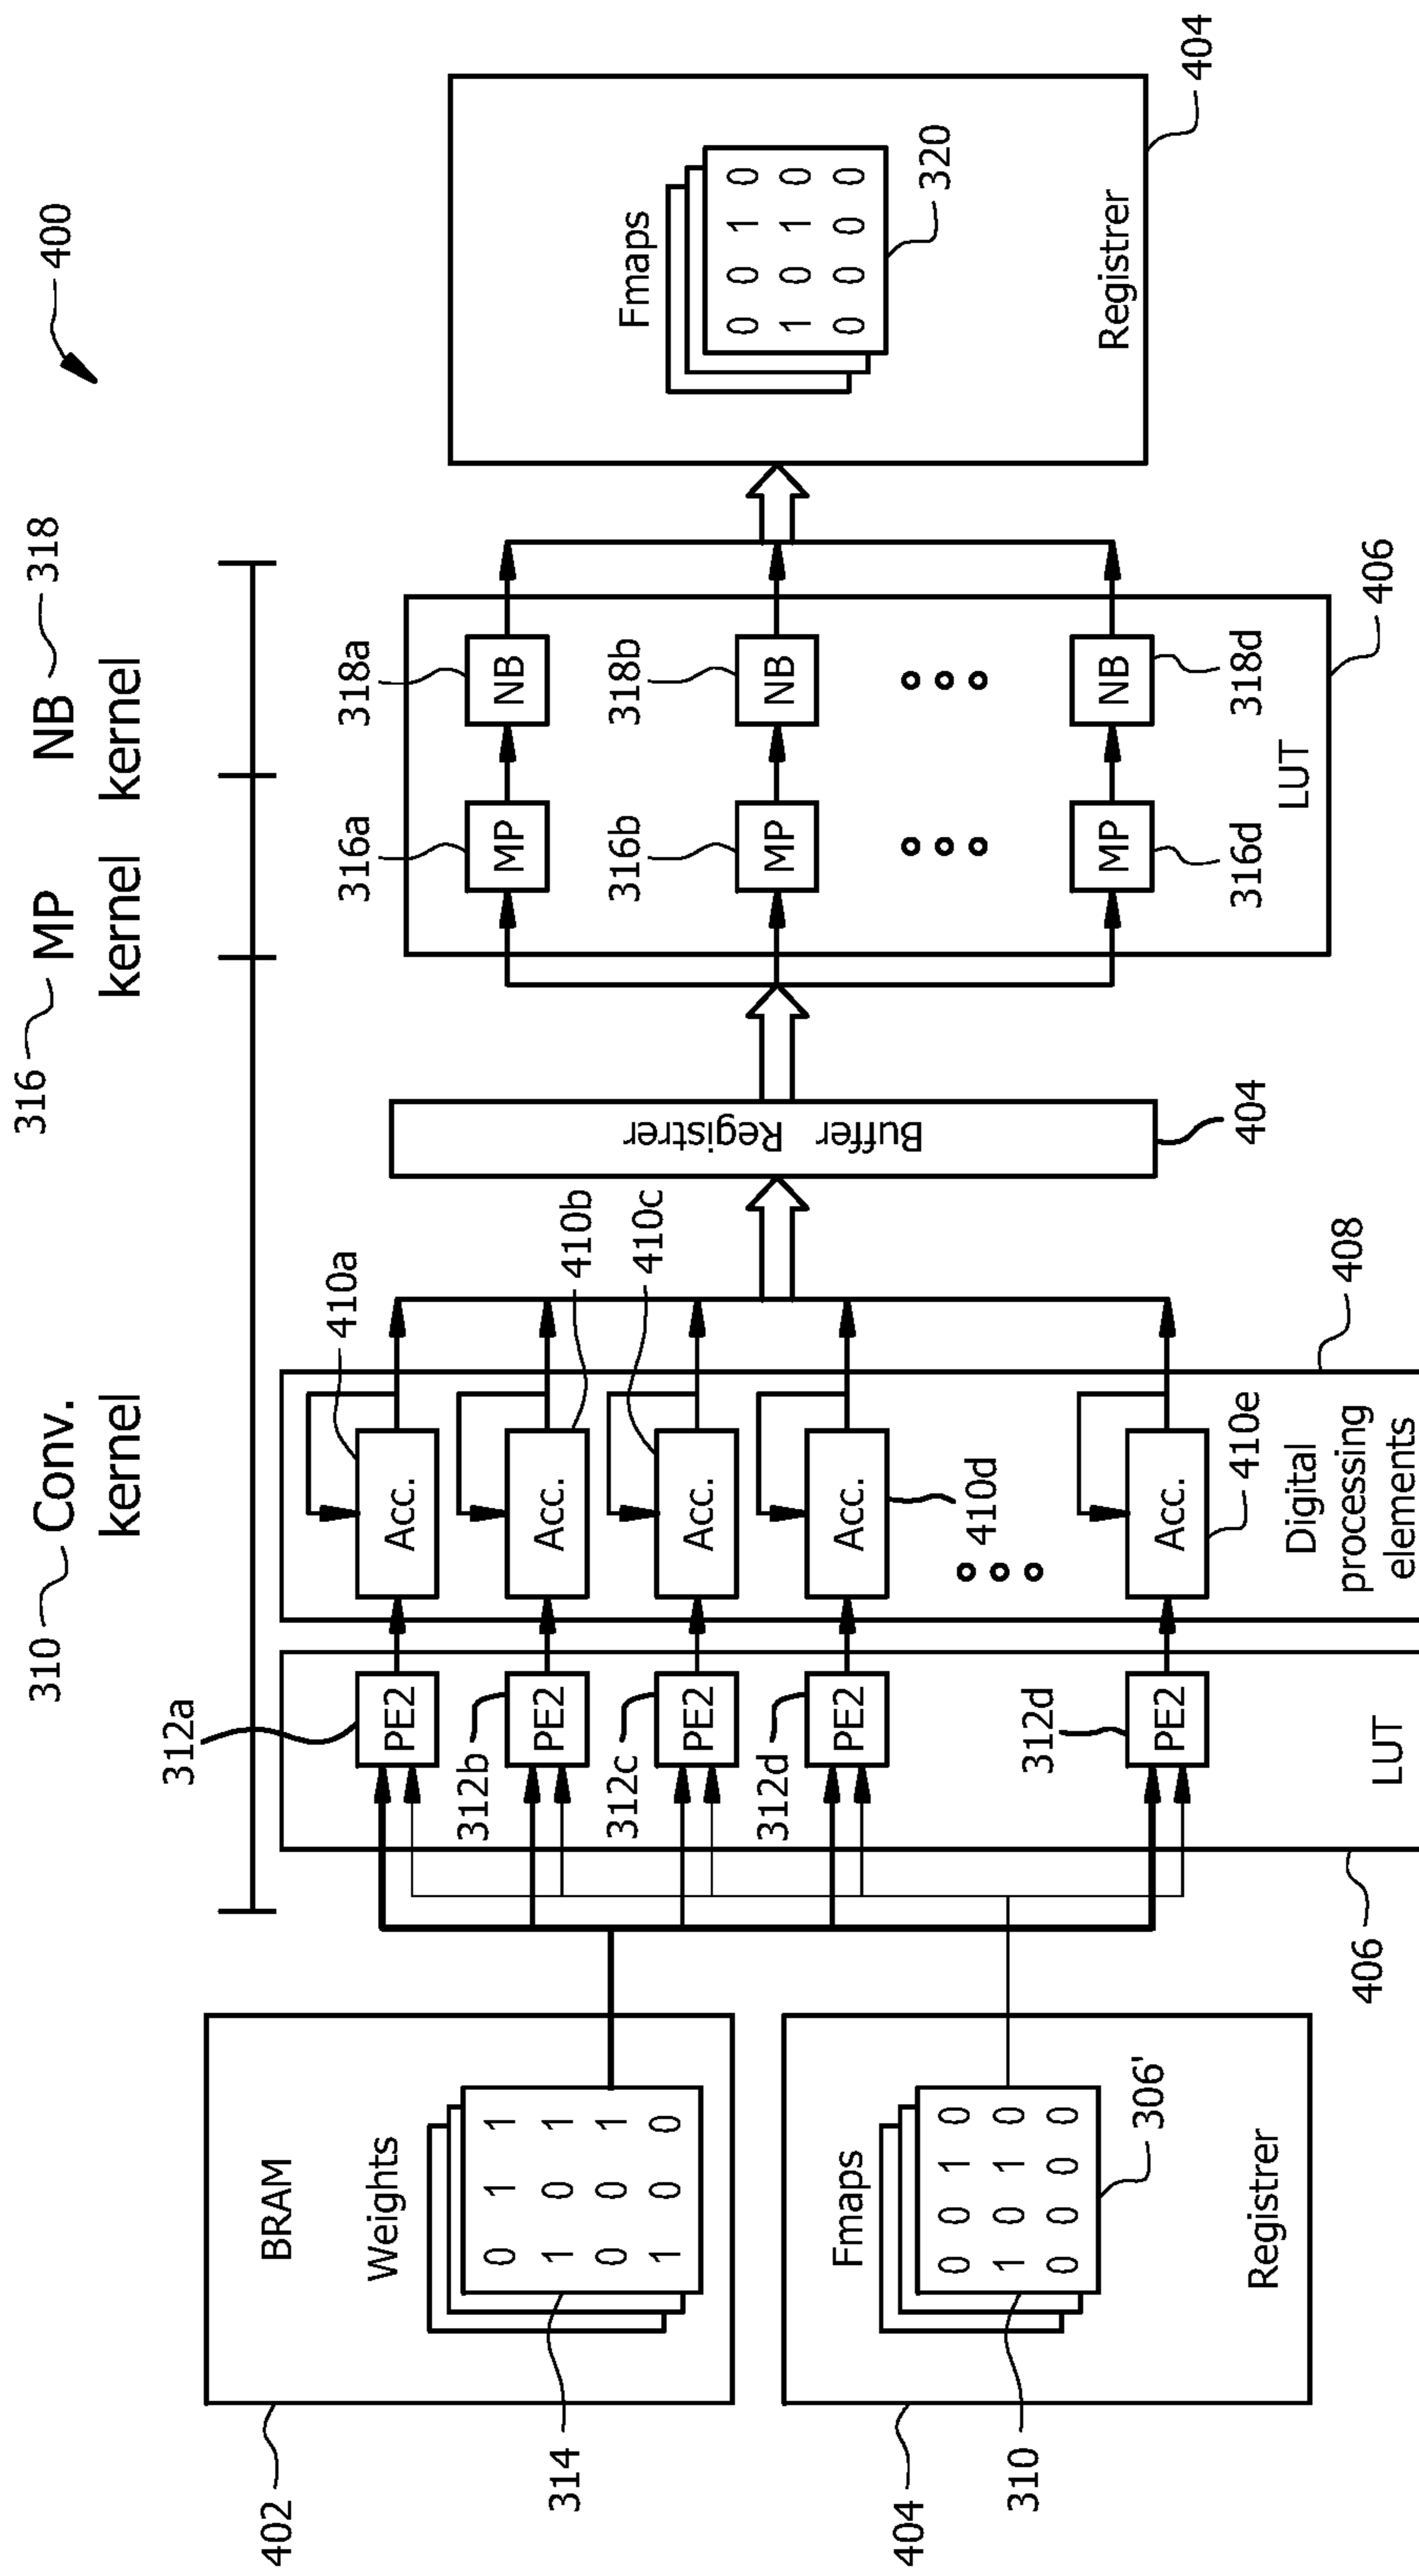 400
310 Conv.
kernel
316 MP
kernel
NB 318
kernel
402
BRAM
Weights
0 1 1
1 0 1
0 0 1
1 0 0
314
404
Fmaps
0 0 1 0
1 0 1 0
0 0 0 0
310
306'
Registrer
312a
PE2
312b
PE2
312c
PE2
312d
PE2
312d
PE2
LUT
406
410a
Acc.
410b
Acc.
410c
Acc.
410d
Acc.
410e
Acc.
Digital
processing
elements
408
Buffer Registrer
404
316a
MP
318a
NB
316b
MP
318b
NB
316d
MP
318d
NB
LUT
406
Fmaps
0 0 1 0
1 0 1 0
0 0 0 0
320
Registrer
404